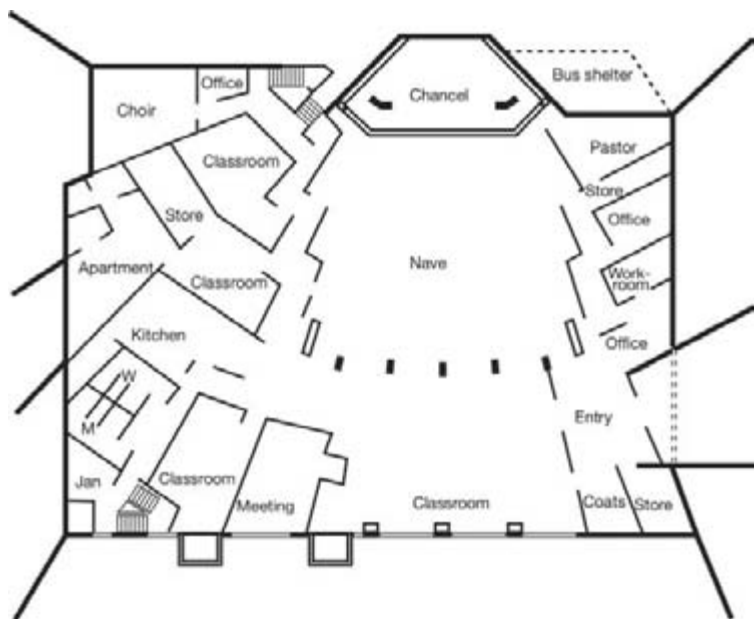 Office
Chancel
Bus shelter
Choir
Classroom
Pastor
Store
Store
Office
Nave
Apartment
Classroom
Work-
room
Kitchen
Office
W
M
Entry
Jan
Classroom
Meeting
Classroom
Coats
Store